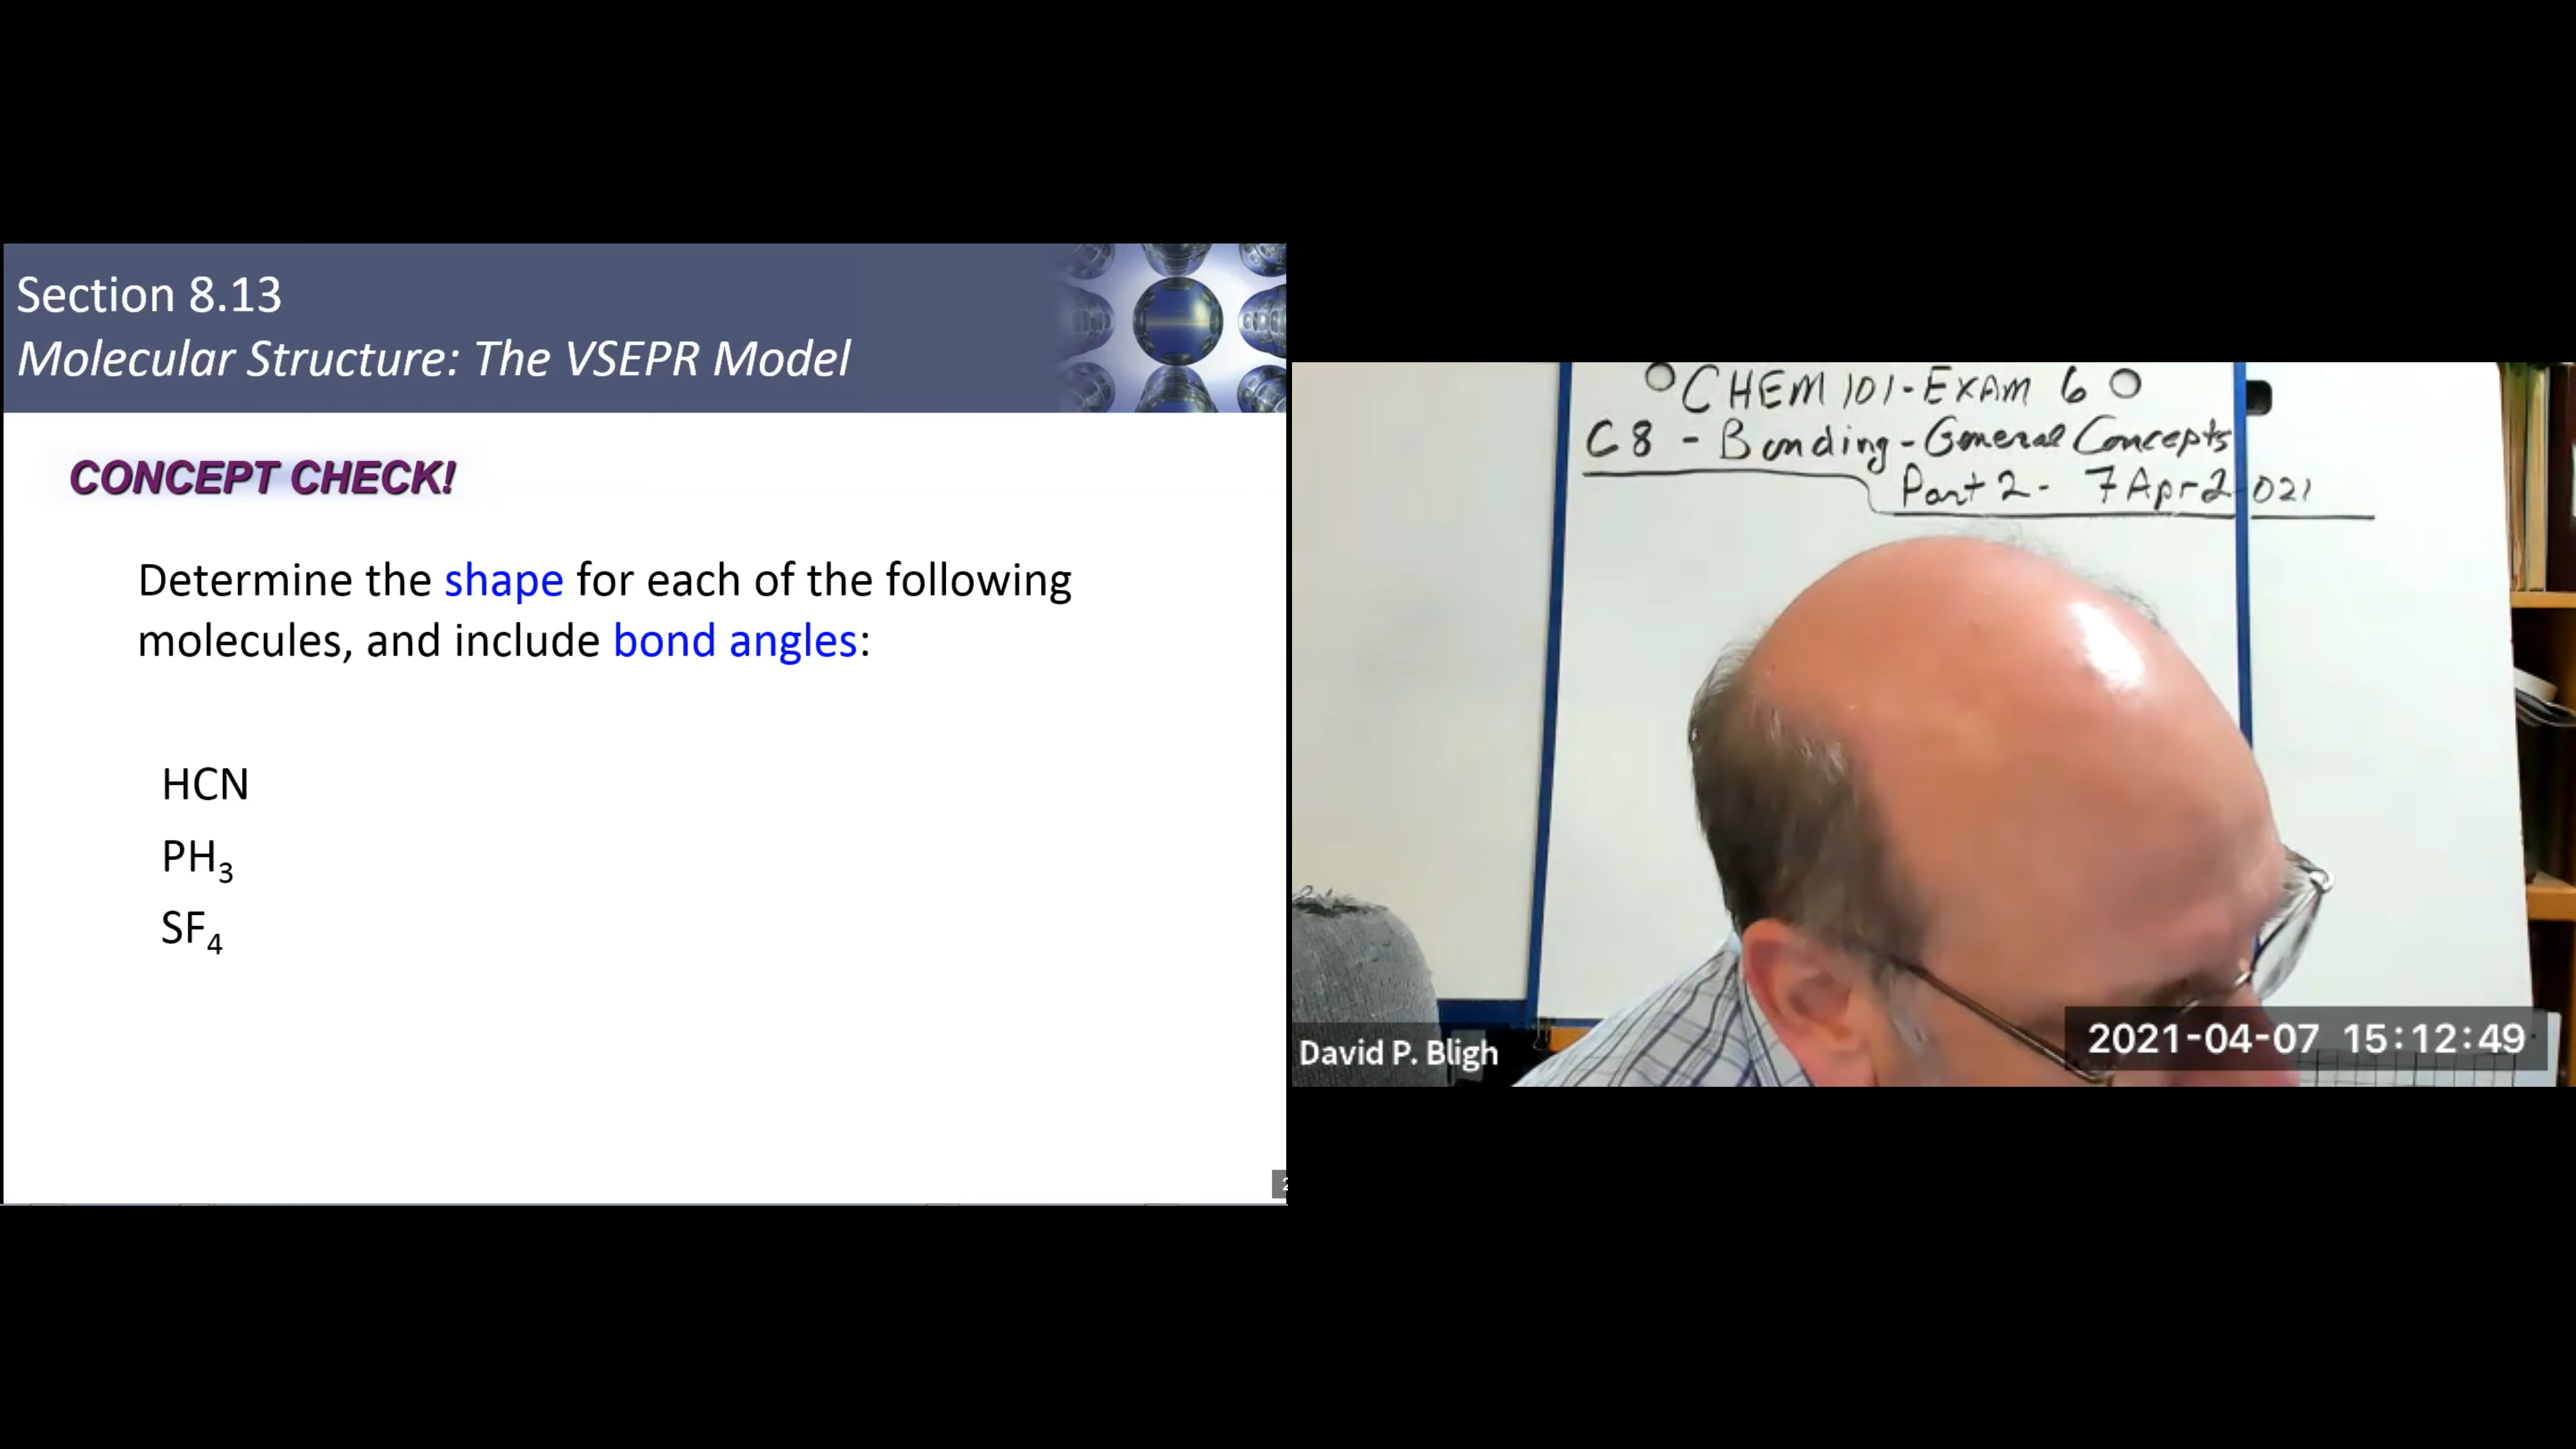 Section 8.13
Molecular Structure: The VSEPR Model
CONCEPT CHECK!
Determine the shape for each of the following
molecules, and include bond angles:
HCN
PH3
SF4
2
CHEM 101-EXAM 6
C8 - Bonding - General Concepts
Part 2 - 7 Apr 2021
David P. Bligh
2021-04-07 15:12:49